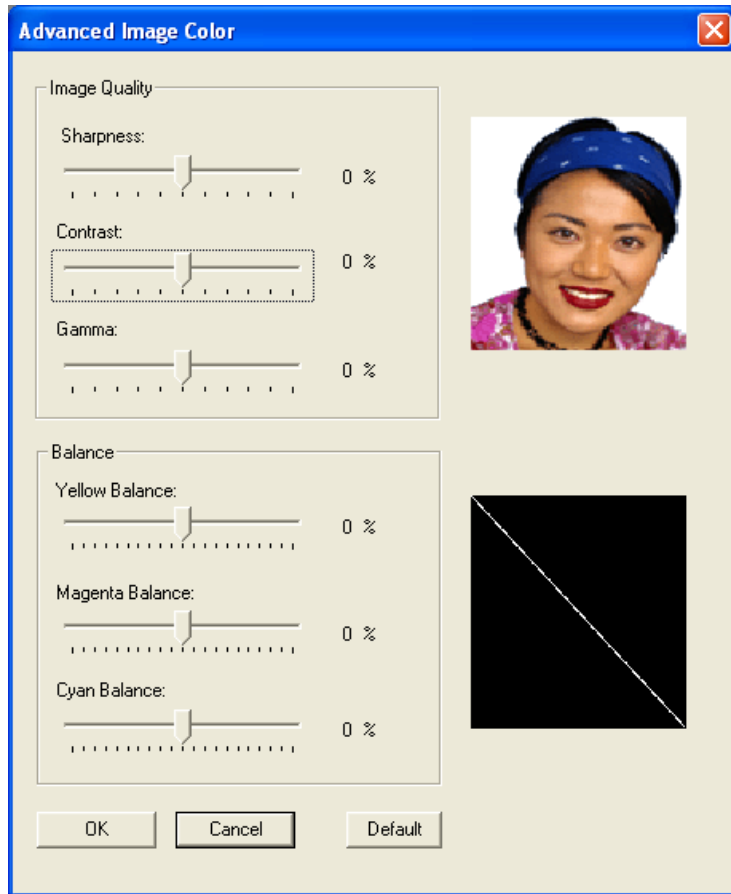 Advanced Image Color
Image Quality
Sharpness:
0 %
Contrast:
0 %
Gamma:
0 %
Balance
Yellow Balance:
0 %
Magenta Balance:
0 %
Cyan Balance:
0 %
OK Cancel Default